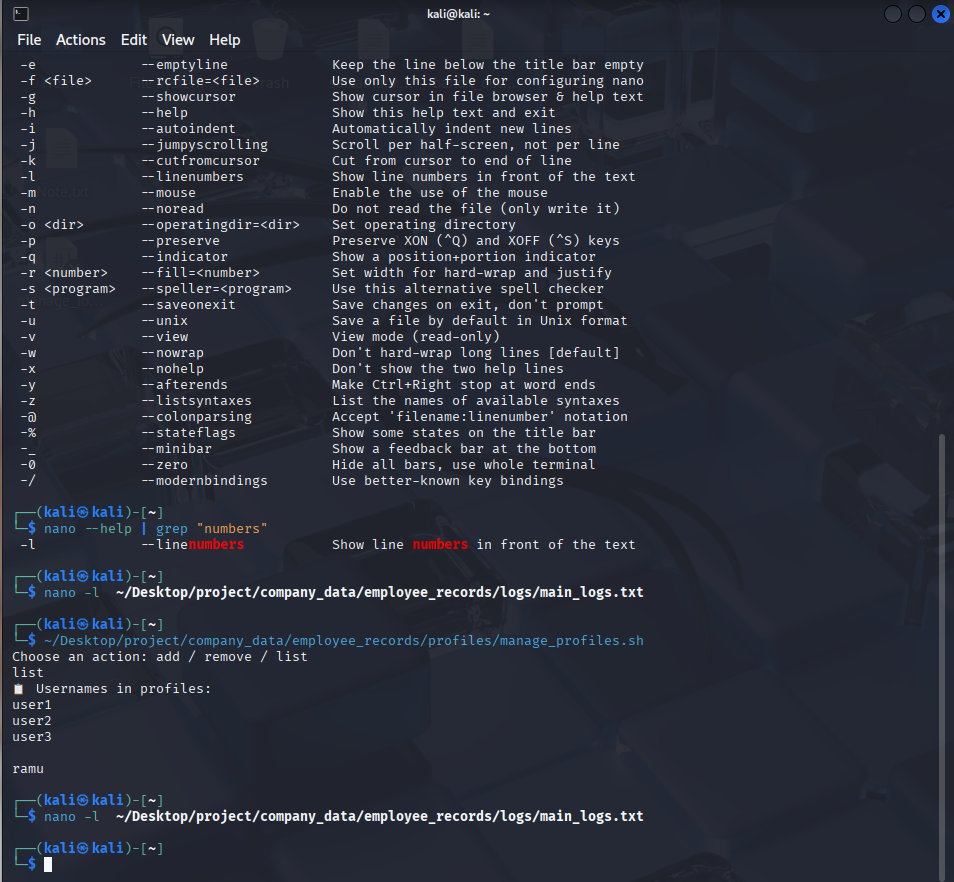 kali@kali: ~
File Actions Edit View Help
-e --emptyline Keep the line below the title bar empty
-f <file> --rcfile=<file> Use only this file for configuring nano
-g --showcursor Show cursor in file browser & help text
-h --help Show this help text and exit
-i --autoindent Automatically indent new lines
-j --jumpyscrolling Scroll per half-screen, not per line
-k --cutfromcursor Cut from cursor to end of line
-l --linenumbers Show line numbers in front of the text
-m --mouse Enable the use of the mouse
-n --noread Do not read the file (only write it)
-o <dir> --operatingdir=<dir> Set operating directory
-p --preserve Preserve XON (^Q) and XOFF (^S) keys
-q --indicator Show a position+portion indicator
-r <number> --fill=<number> Set width for hard-wrap and justify
-s <program> --speller=<program> Use this alternative spell checker
-t --saveonexit Save changes on exit, don't prompt
-u --unix Save a file by default in Unix format
-v --view View mode (read-only)
-w --nowrap Don't hard-wrap long lines [default]
-x --nohelp Don't show the two help lines
-y --afterends Make Ctrl+Right stop at word ends
-z --listsyntaxes List the names of available syntaxes
-@ --colonparsing Accept 'filename:linenumber' notation
-% --stateflags Show some states on the title bar
-_ --minibar Show a feedback bar at the bottom
-0 --zero Hide all bars, use whole terminal
-/ --modernbindings Use better-known key bindings
┌──(kali㉿kali)-[~]
└─$ nano --help | grep "numbers"
-l --linenumbers Show line numbers in front of the text
┌──(kali㉿kali)-[~]
└─$ nano -l ~/Desktop/project/company_data/employee_records/logs/main_logs.txt
┌──(kali㉿kali)-[~]
└─$ ~/Desktop/project/company_data/employee_records/profiles/manage_profiles.sh
Choose an action: add / remove / list
list
📋 Usernames in profiles:
user1
user2
user3
ramu
┌──(kali㉿kali)-[~]
└─$ nano -l ~/Desktop/project/company_data/employee_records/logs/main_logs.txt
┌──(kali㉿kali)-[~]
└─$